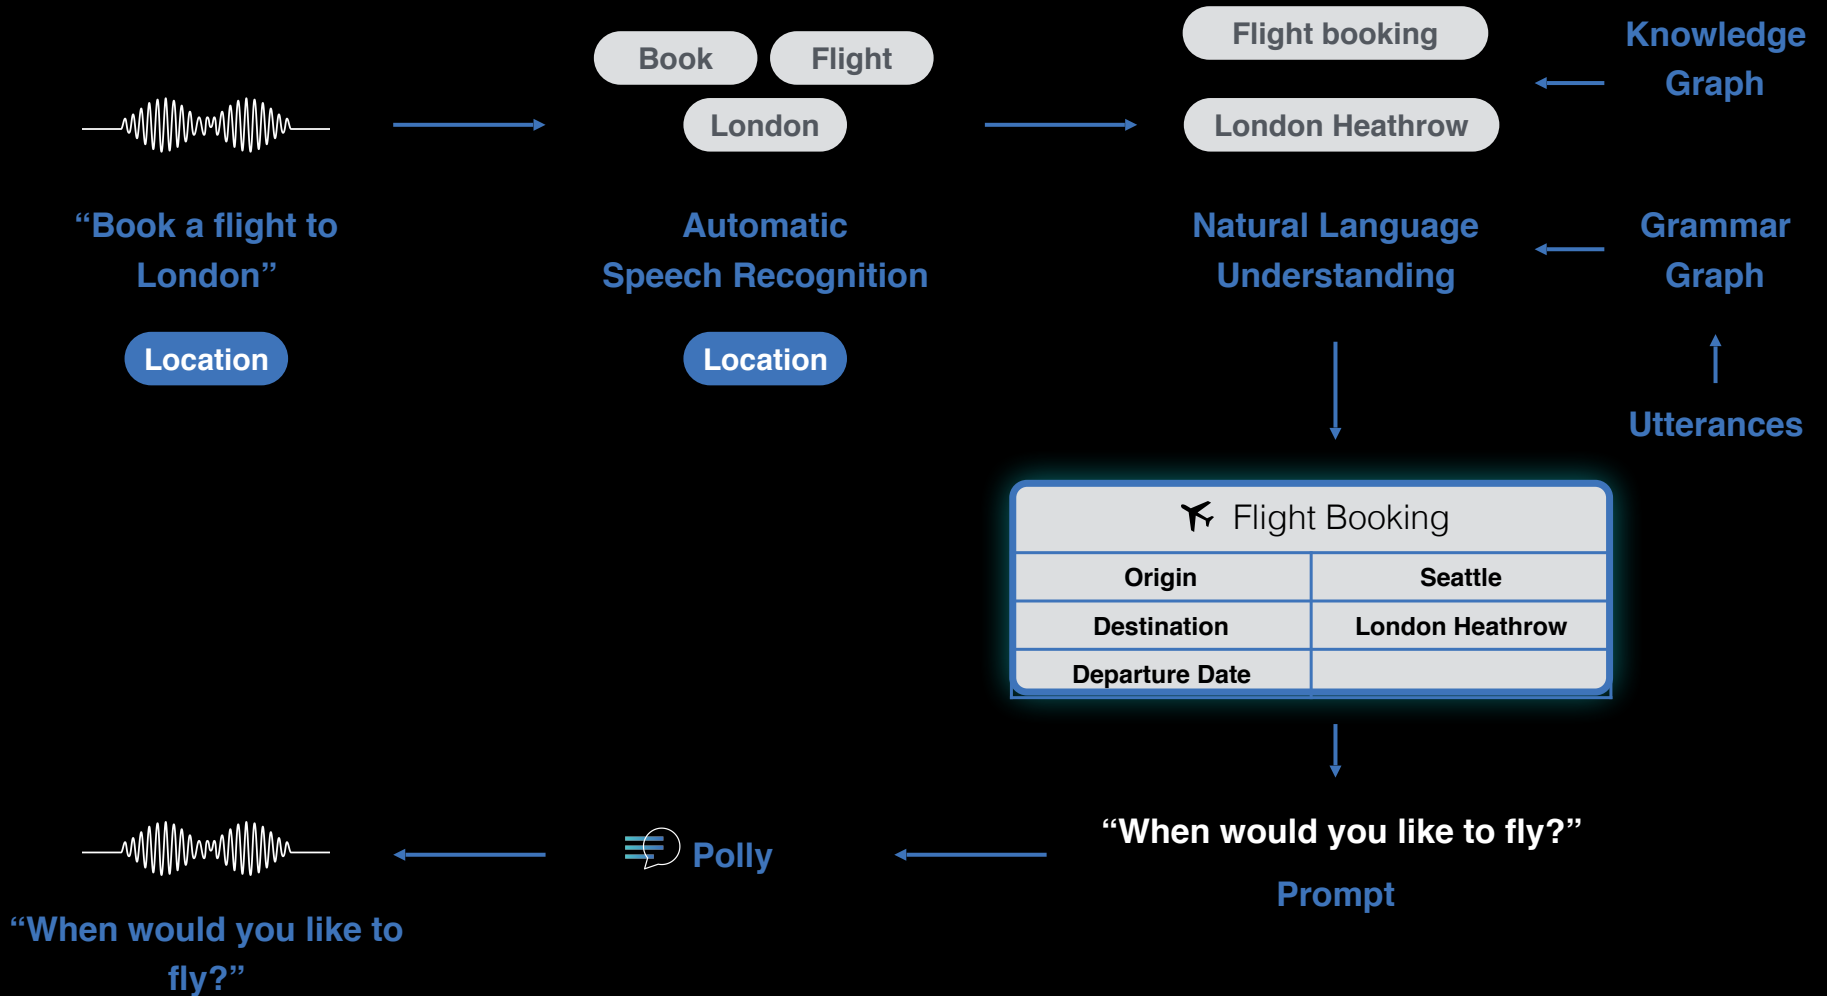 Book
Flight
London
Flight booking
London Heathrow
Knowledge
Graph
“Book a flight to
London”
Automatic
Speech Recognition
Natural Language
Understanding
Grammar
Graph
Location
Location
Utterances
Flight Booking
Origin
Seattle
Destination
London Heathrow
Departure Date
“When would you like to fly?”
Prompt
Polly
“When would you like to
fly?”